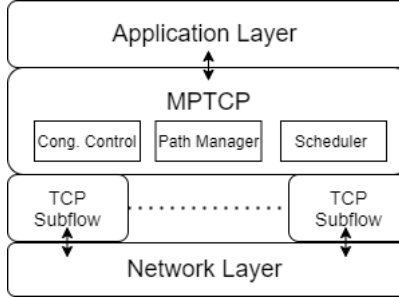 Application Layer
MPTCP
Cong. Control Path Manager Scheduler
TCP TCP
Subflow Subflow
Network Layer